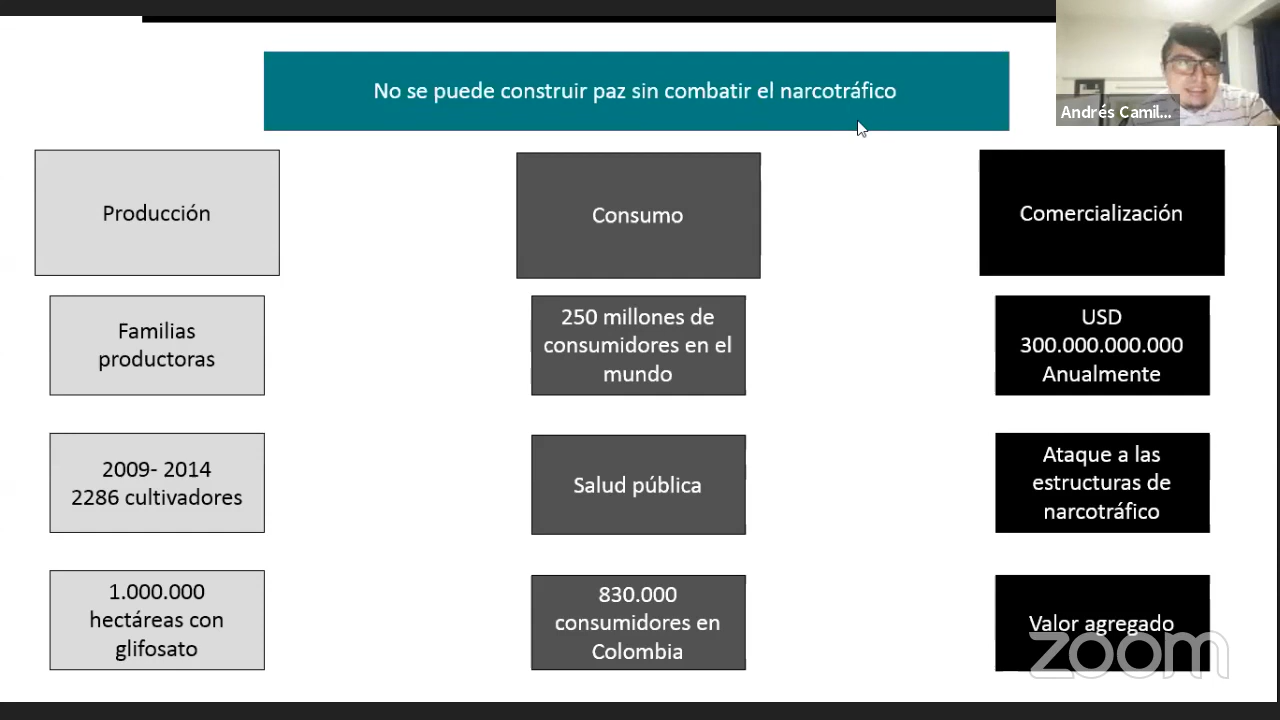 No se puede construir paz sin combatir el narcotráfico
Andrés Camil...
Producción
Consumo
Comercialización
Familias
productoras
250 millones de
consumidores en el
mundo
USD
300.000.000.000
Anualmente
2009- 2014
2286 cultivadores
Salud pública
Ataque a las
estructuras de
narcotráfico
1.000.000
hectáreas con
glifosato
830.000
consumidores en
Colombia
Valor agregado
zoom